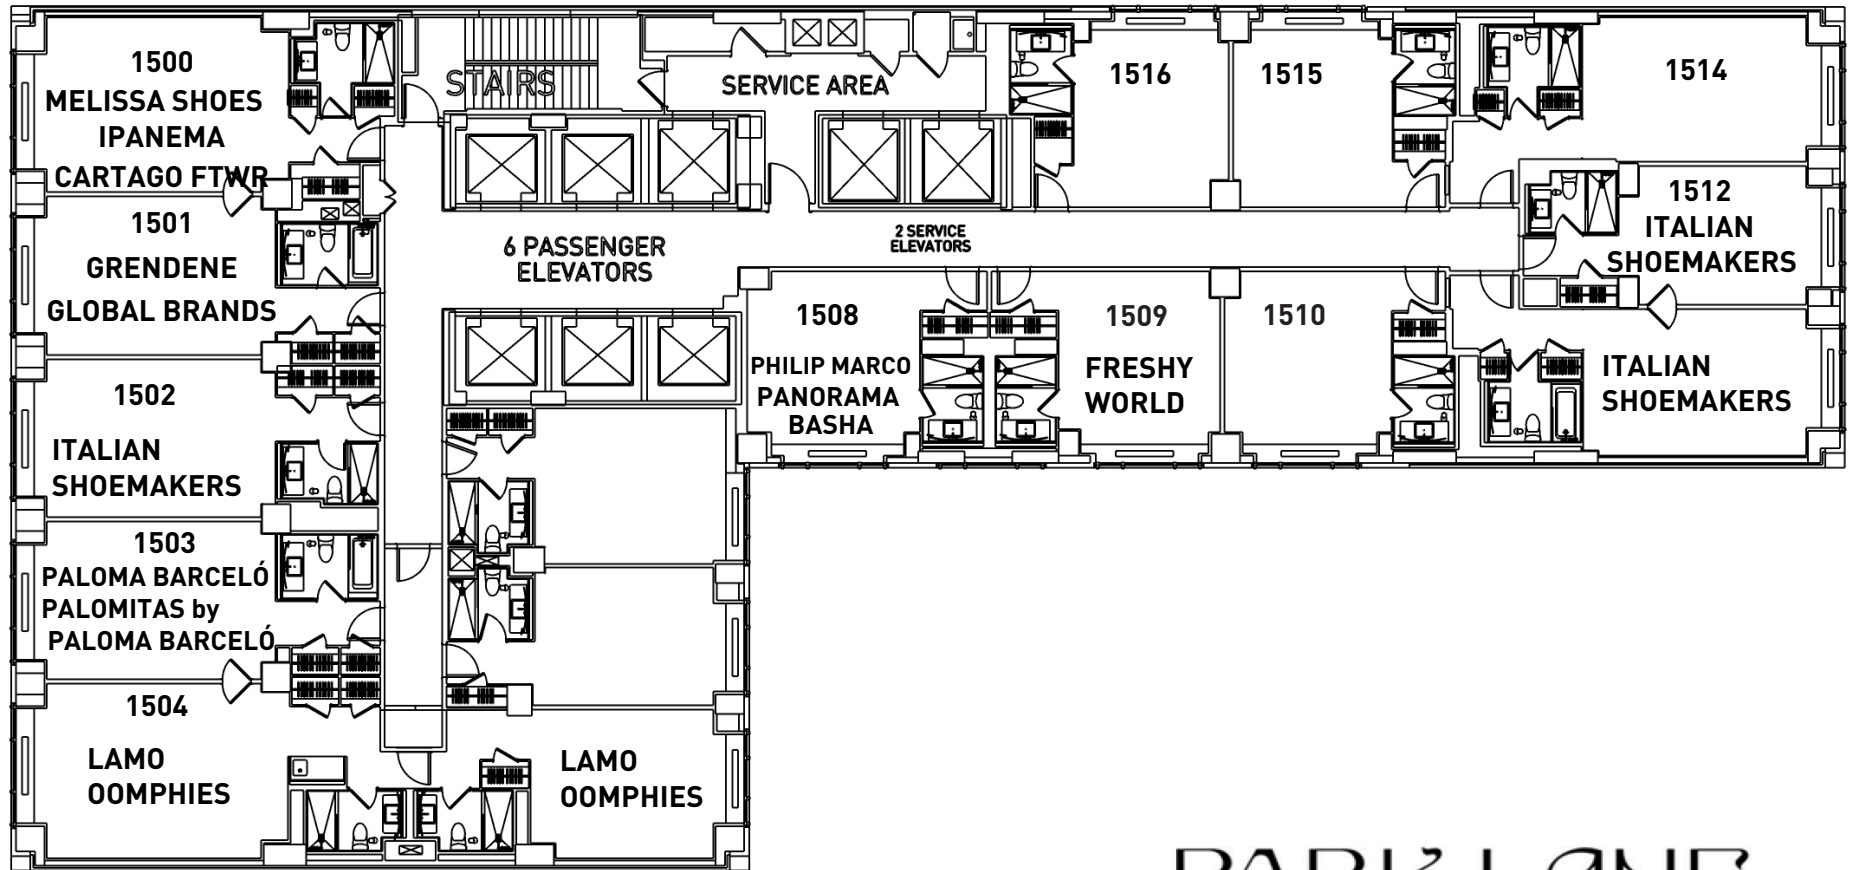 1500
MELISSA SHOES
IPANEMA
CARTAGO FTWR
1501
GRENDENE
GLOBAL BRANDS
1502
ITALIAN
SHOEMAKERS
1503
PALOMA BARCELÓ
PALOMITAS by
PALOMA BARCELÓ
1504
LAMO
OOMPHIES
LAMO
OOMPHIES
STAIRS
SERVICE AREA
6 PASSENGER
ELEVATORS
2 SERVICE
ELEVATORS
1508
PHILIP MARCO
PANORAMA
BASHA
1509
FRESHY
WORLD
1510
1516
1515
1514
1512
ITALIAN
SHOEMAKERS
ITALIAN
SHOEMAKERS
PARK LANE